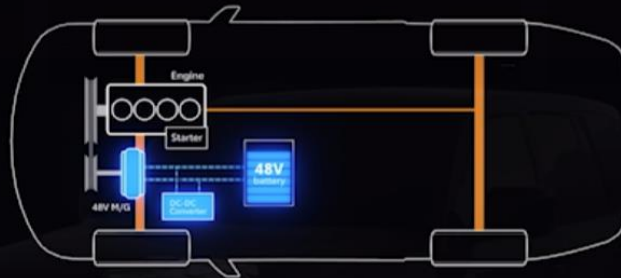 Engine
Starter
48V
battery
48V M/G
DC-DC
Converter